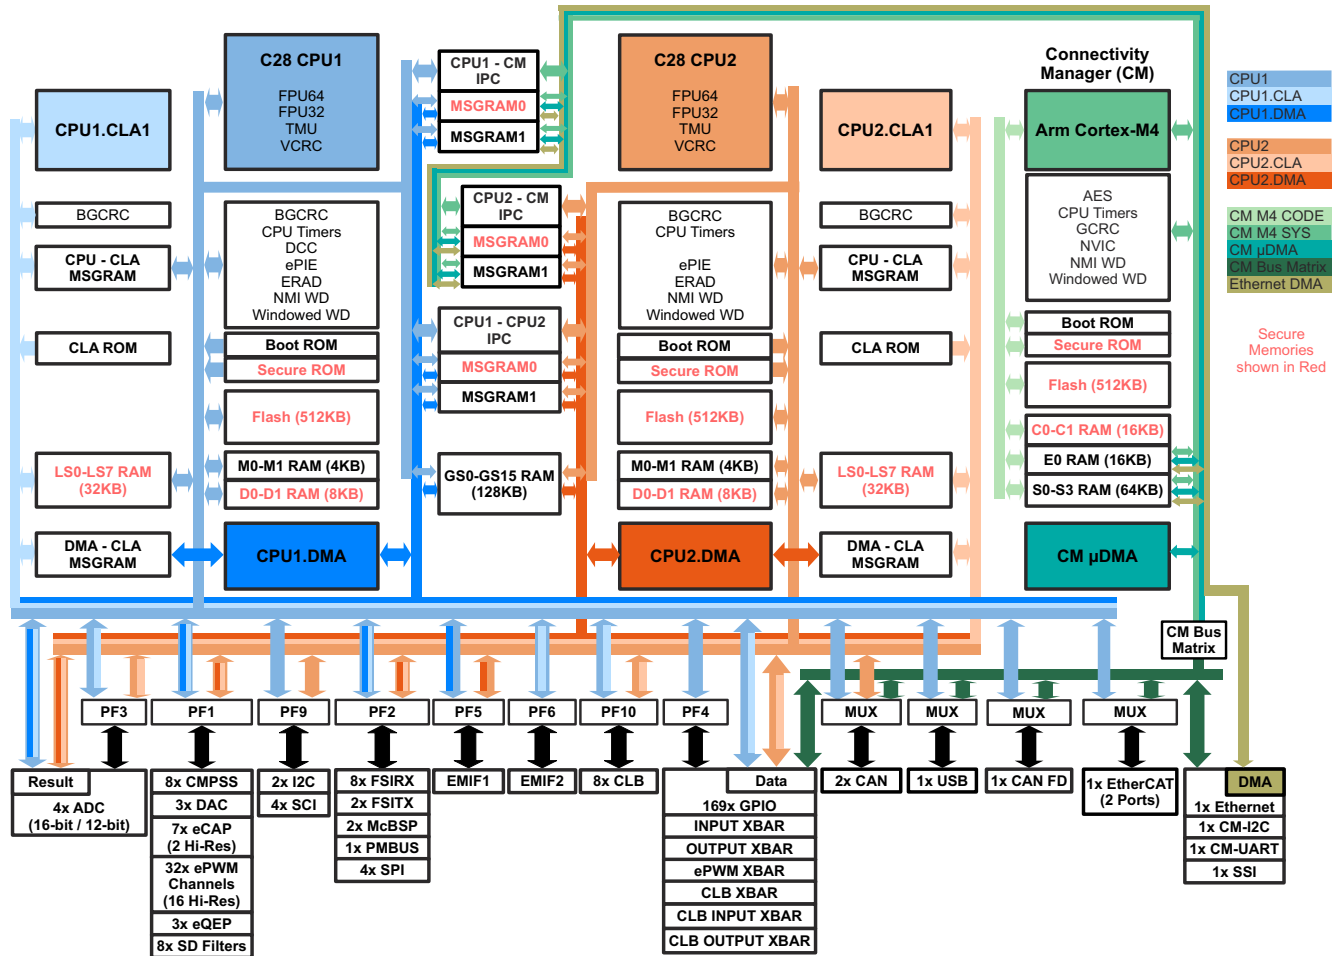 C28 CPU1
FPU64
FPU32
TMU
VCRC
CPU1.CLA1
BGCRC
CPU - CLA
MSGRAM
CLA ROM
LS0-LS7 RAM
(32KB)
DMA - CLA
MSGRAM
BGCRC
CPU Timers
DCC
ePIE
ERAD
NMI WD
Windowed WD
Boot ROM
Secure ROM
Flash (512KB)
M0-M1 RAM (4KB)
D0-D1 RAM (8KB)
CPU1.DMA
CPU1 - CM
IPC
MSGRAM0
MSGRAM1
CPU2 - CM
IPC
MSGRAM0
MSGRAM1
CPU1 - CPU2
IPC
MSGRAM0
MSGRAM1
GS0-GS15 RAM
(128KB)
C28 CPU2
FPU64
FPU32
TMU
VCRC
BGCRC
CPU Timers
ePIE
ERAD
NMI WD
Windowed WD
Boot ROM
Secure ROM
Flash (512KB)
M0-M1 RAM (4KB)
D0-D1 RAM (8KB)
CPU2.DMA
CPU2.CLA1
BGCRC
CPU - CLA
MSGRAM
CLA ROM
LS0-LS7 RAM
(32KB)
DMA - CLA
MSGRAM
Connectivity
Manager (CM)
Arm Cortex-M4
AES
CPU Timers
GCRC
NVIC
NMI WD
Windowed WD
Boot ROM
Secure ROM
Flash (512KB)
C0-C1 RAM (16KB)
E0 RAM (16KB)
S0-S3 RAM (64KB)
CM µDMA
CPU1
CPU1.CLA
CPU1.DMA
CPU2
CPU2.CLA
CPU2.DMA
CM M4 CODE
CM M4 SYS
CM µDMA
CM Bus Matrix
Ethernet DMA
Secure
Memories
shown in Red
CM Bus
Matrix
PF3
PF1
PF9
PF2
PF5
PF6
PF10
PF4
MUX
MUX
MUX
MUX
Result
4x ADC
(16-bit / 12-bit)
8x CMPSS
3x DAC
7x eCAP
(2 Hi-Res)
32x ePWM
Channels
(16 Hi-Res)
3x eQEP
8x SD Filters
2x I2C
4x SCI
8x FSIRX
2x FSITX
2x McBSP
1x PMBUS
4x SPI
EMIF1
EMIF2
8x CLB
Data
169x GPIO
INPUT XBAR
OUTPUT XBAR
ePWM XBAR
CLB XBAR
CLB INPUT XBAR
CLB OUTPUT XBAR
2x CAN
1x USB
1x CAN FD
1x EtherCAT
(2 Ports)
DMA
1x Ethernet
1x CM-I2C
1x CM-UART
1x SSI